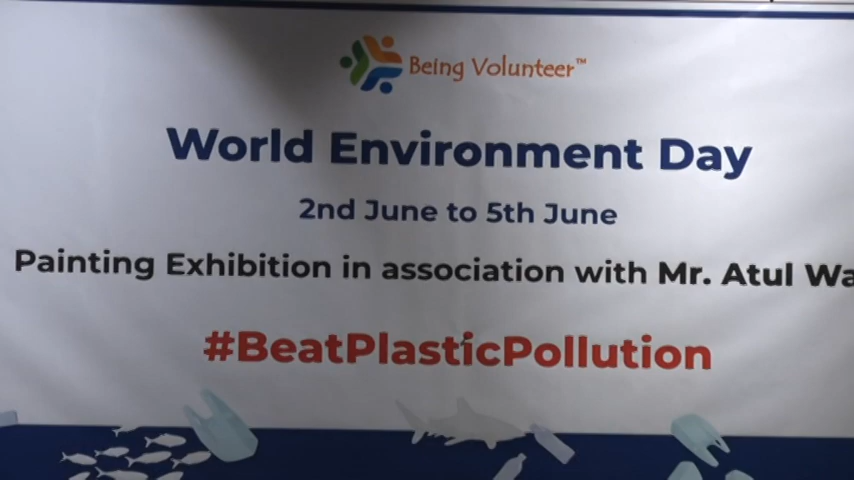 Being Volunteer™
World Environment Day
2nd June to 5th June
Painting Exhibition in association with Mr. Atul
#BeatPlasticPollution